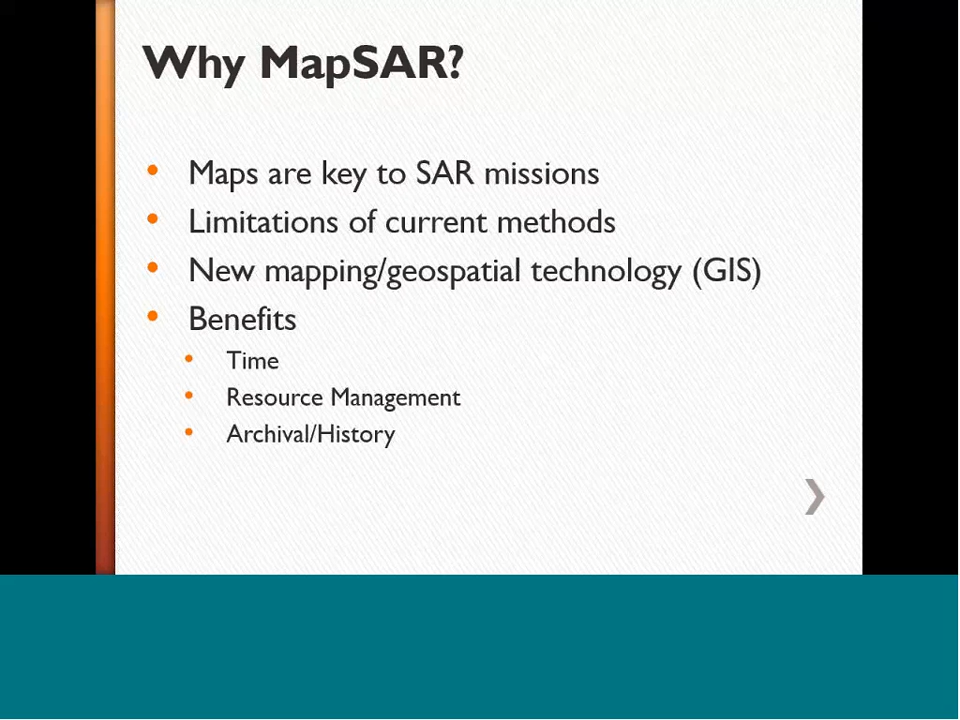 Why MapSAR?
• Maps are key to SAR missions
• Limitations of current methods
• New mapping/geospatial technology (GIS)
• Benefits
• Time
• Resource Management
• Archival/History